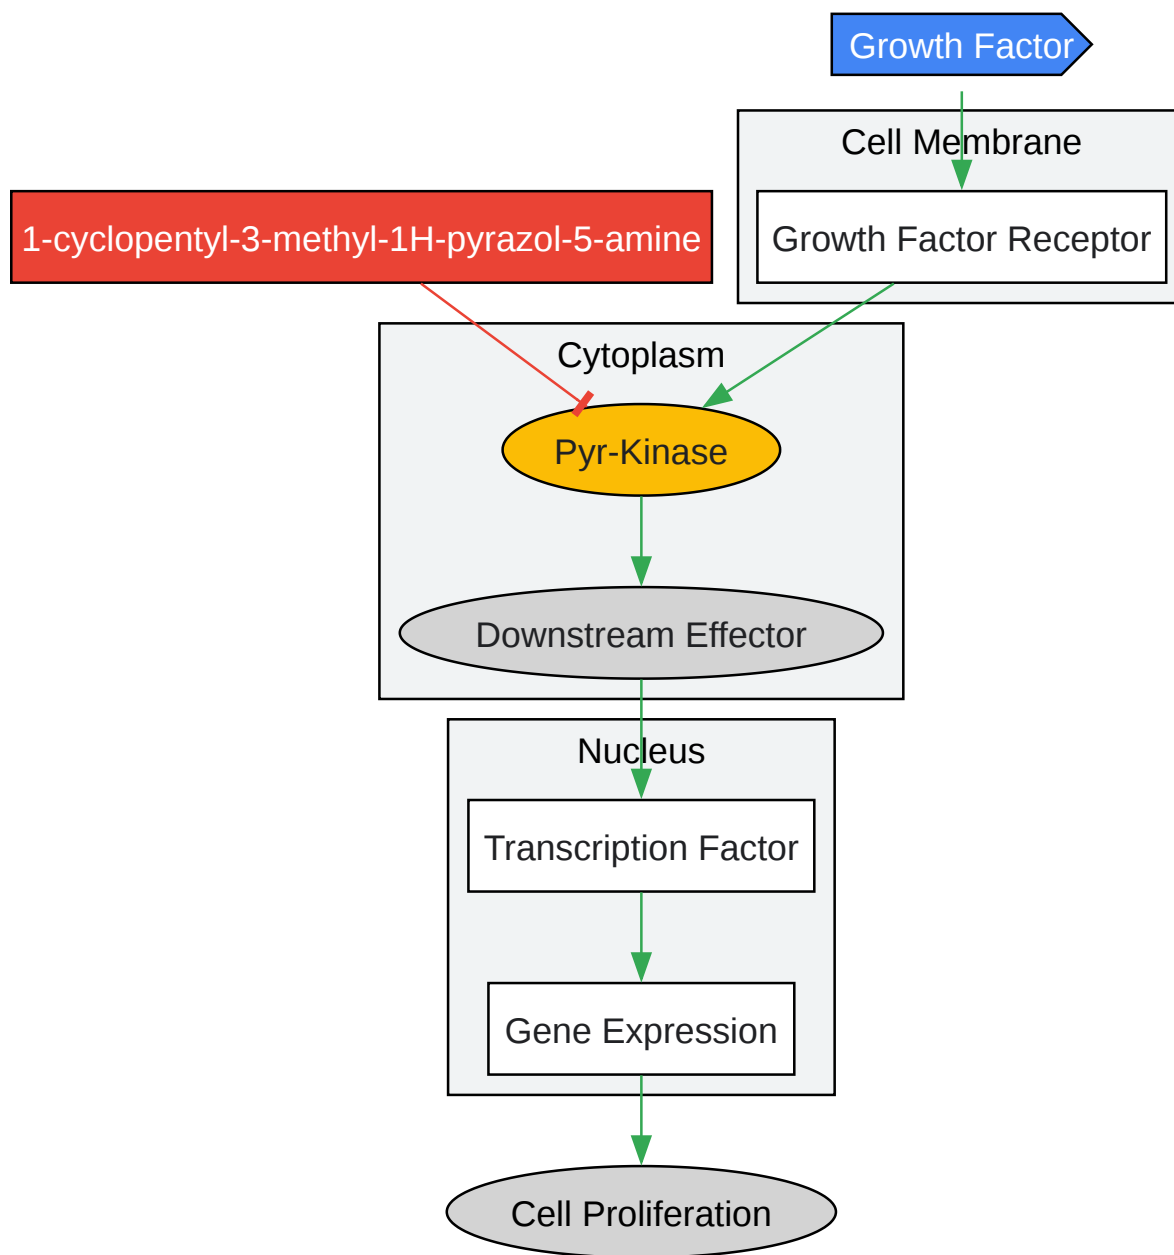 Growth Factor
Cell Membrane
1-cyclopentyl-3-methyl-1H-pyrazol-5-amine
Growth Factor Receptor
Cytoplasm
Pyr-Kinase
Downstream Effector
Nucleus
Transcription Factor
Gene Expression
Cell Proliferation